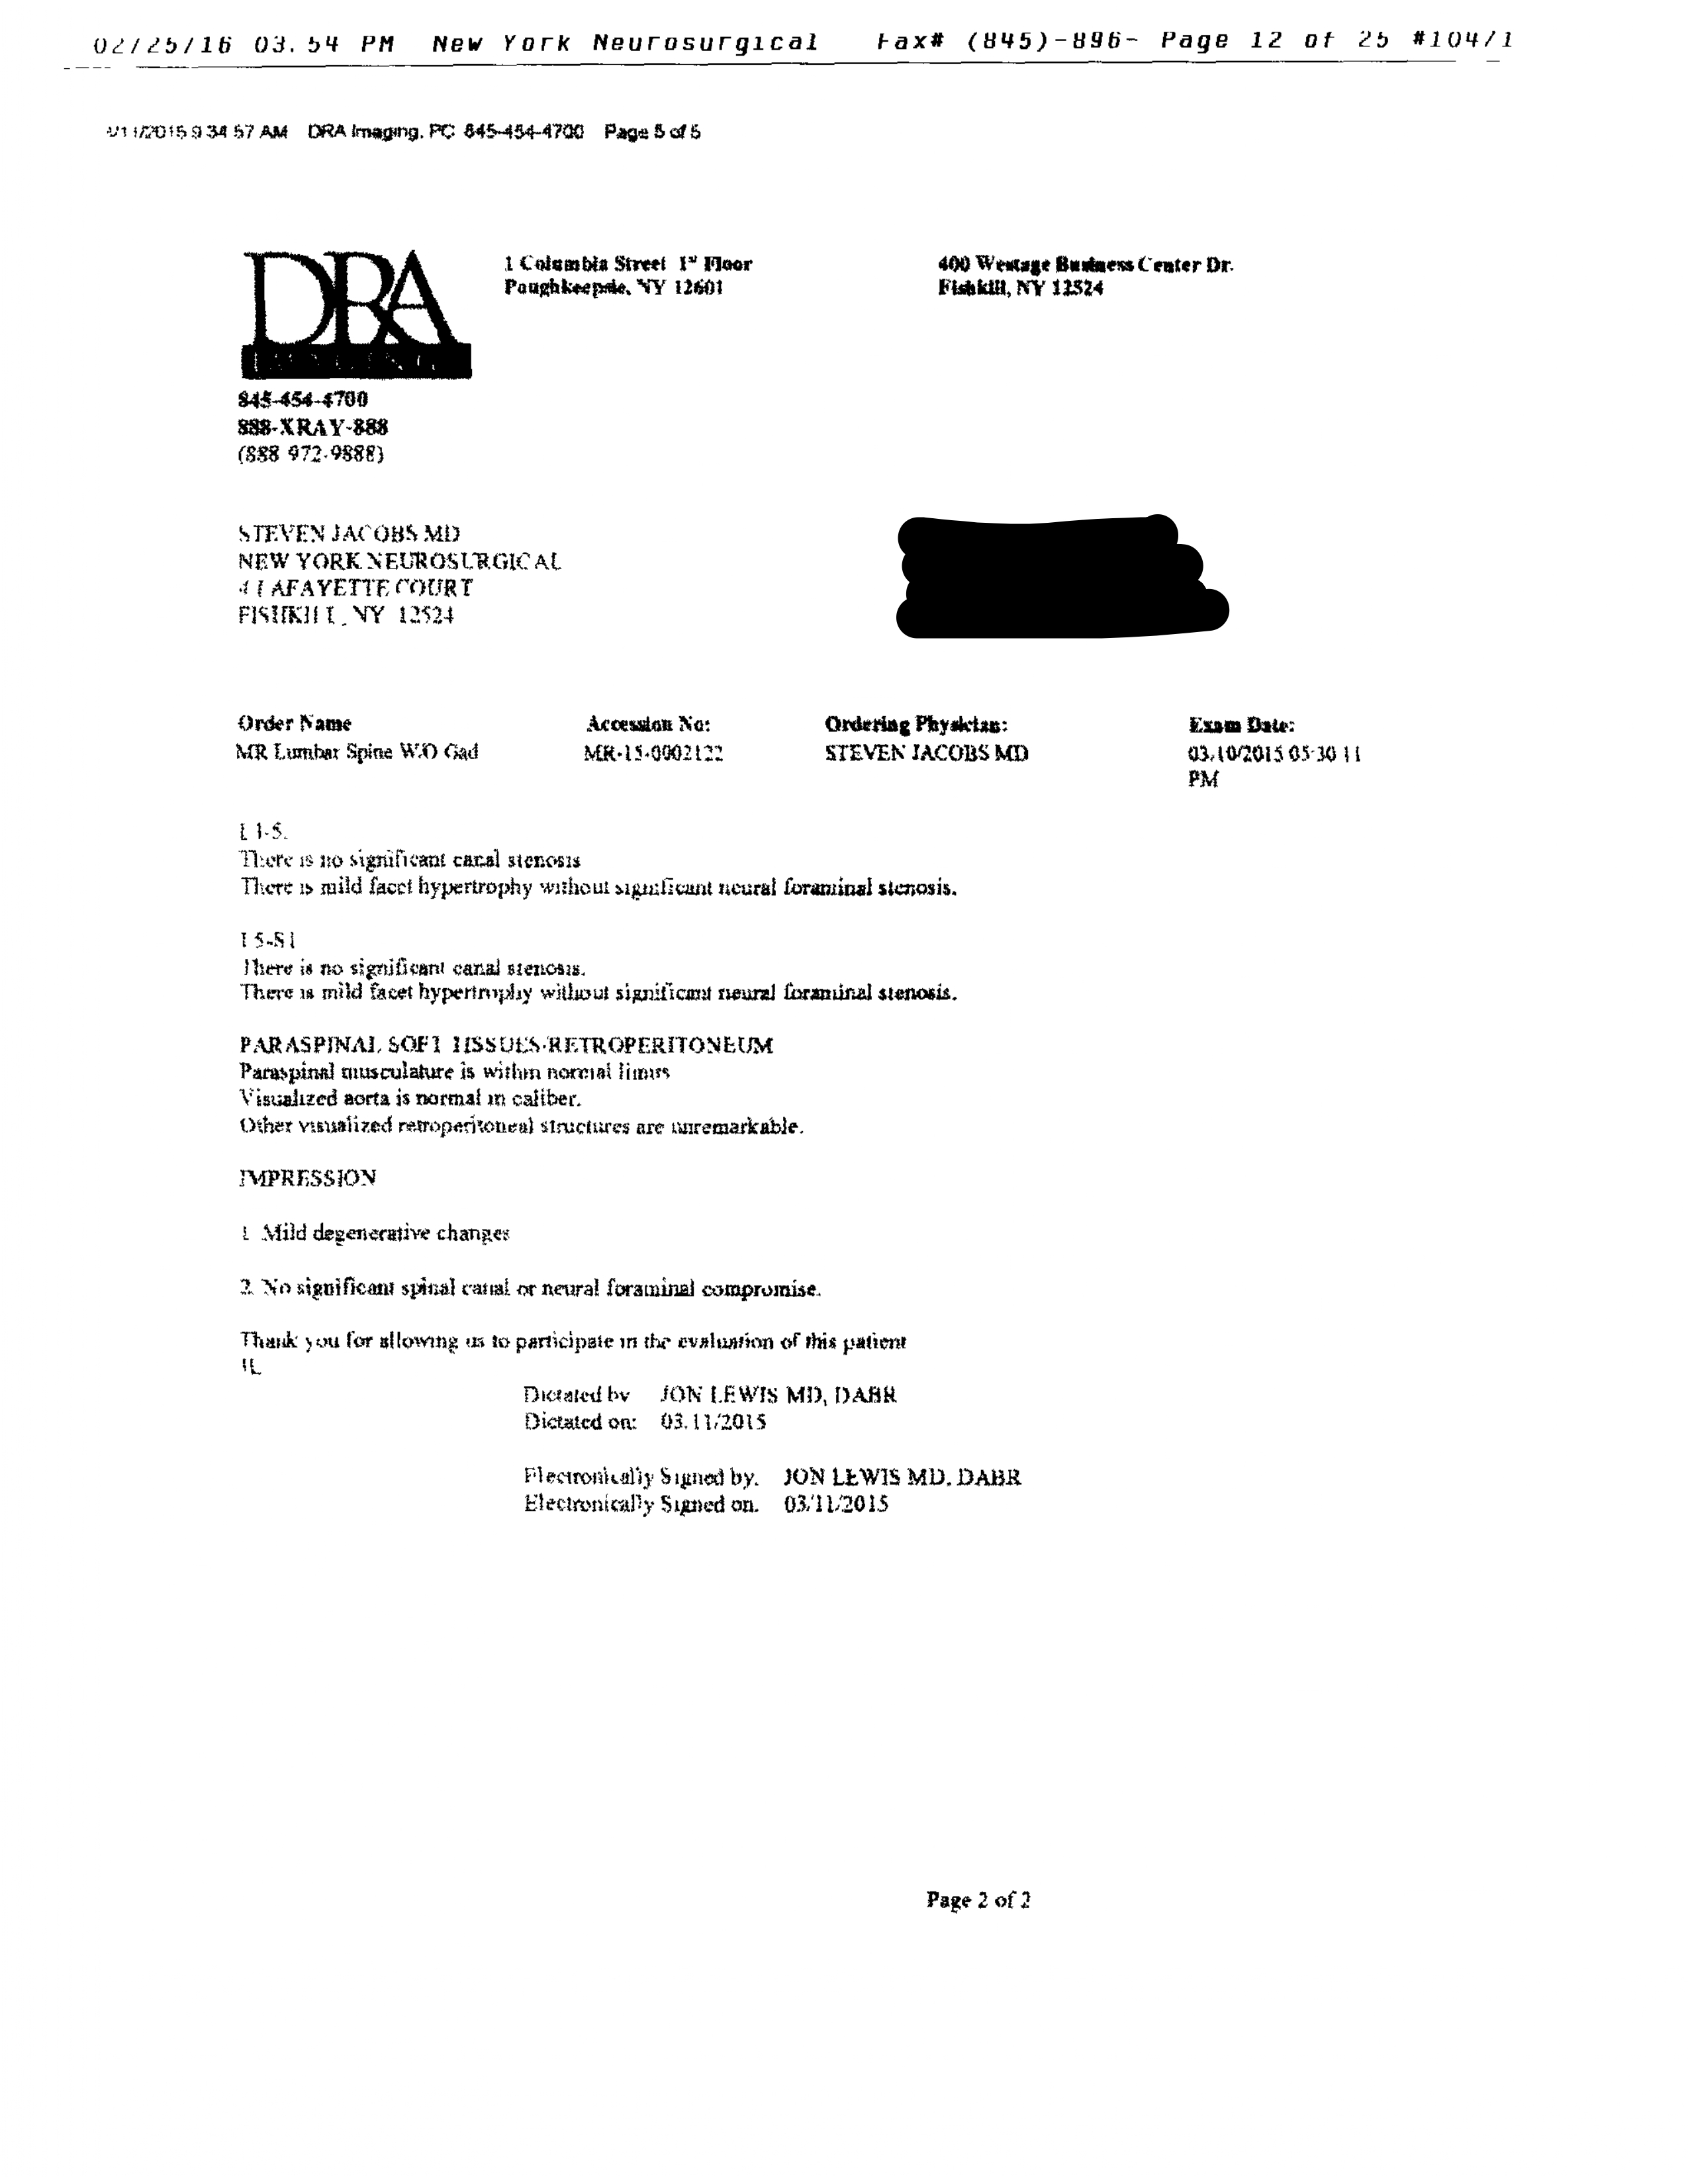 02/25/16 03.54 PM New York Neurosurgical Fax# (845)-896- Page 12 of 25 #104/1
/11/2015 9 34 57 AM DRA Imaging, PC 845-454-4700 Page 5 of 5
DRA
1 Columbia Street 1st Floor
Poughkeepsie, NY 12601
400 Westage Business Center Dr.
Fishkill, NY 12524
845-454-4700
888-XRAY-888
(888 972-9888)
STEVEN JACOBS MD
NEW YORK NEUROSURGICAL
4 LAFAYETTE COURT
FISHKILL, NY 12524
Order Name Accession No: Ordering Physician: Exam Date:
MR Lumbar Spine W/O Gad MR-15-0002122 STEVEN JACOBS MD 03/10/2015 05:30 11
PM
L4-5.
There is no significant canal stenosis
There is mild facet hypertrophy without significant neural foraminal stenosis.
L5-S1
There is no significant canal stenosis.
There is mild facet hypertrophy without significant neural foraminal stenosis.
PARASPINAL SOFT TISSUES/RETROPERITONEUM
Paraspinal musculature is within normal limits
Visualized aorta is normal in caliber.
Other visualized retroperitoneal structures are unremarkable.
IMPRESSION
1. Mild degenerative changes
2. No significant spinal canal or neural foraminal compromise.
Thank you for allowing us to participate in the evaluation of this patient
Dictated by JON LEWIS MD, DABR
Dictated on: 03/11/2015
Electronically Signed by. JON LEWIS MD, DABR
Electronically Signed on. 03/11/2015
Page 2 of 2